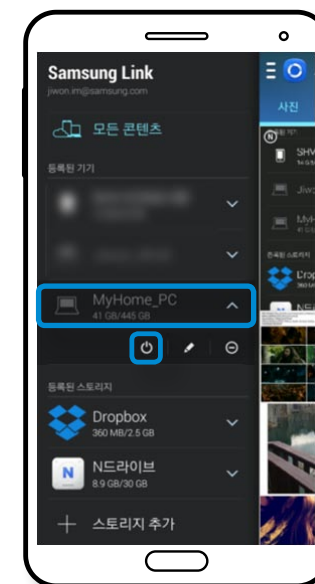 Samsung Link
jiwon.im@samsung.com
모든 콘텐츠
등록된 기기
MyHome_PC
41 GB/445 GB
등록된 스토리지
Dropbox
360 MB/2.5 GB
N
N드라이브
8.9 GB/30 GB
스토리지 추가
사진
N
SHV
Jiwo
MyH
Drop